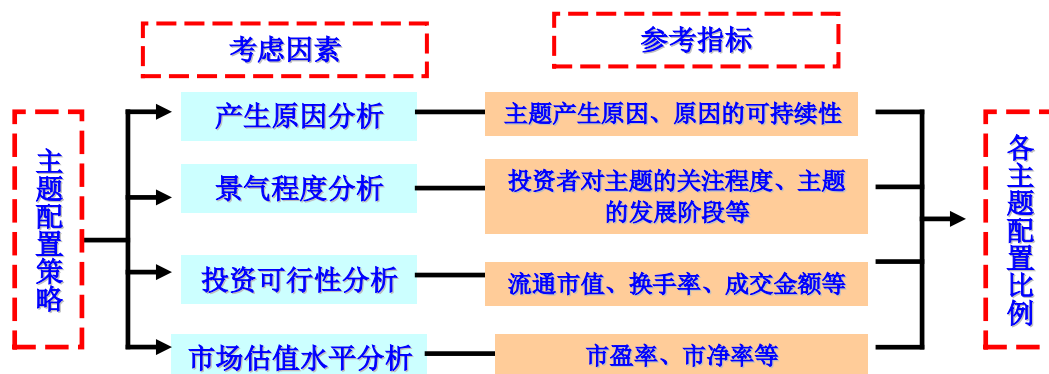 考虑因素
参考指标
主题配置策略
产生原因分析
主题产生原因、原因的可持续性
景气程度分析
投资者对主题的关注程度、主题
的发展阶段等
投资可行性分析
流通市值、换手率、成交金额等
市场估值水平分析
市盈率、市净率等
各主题配置比例